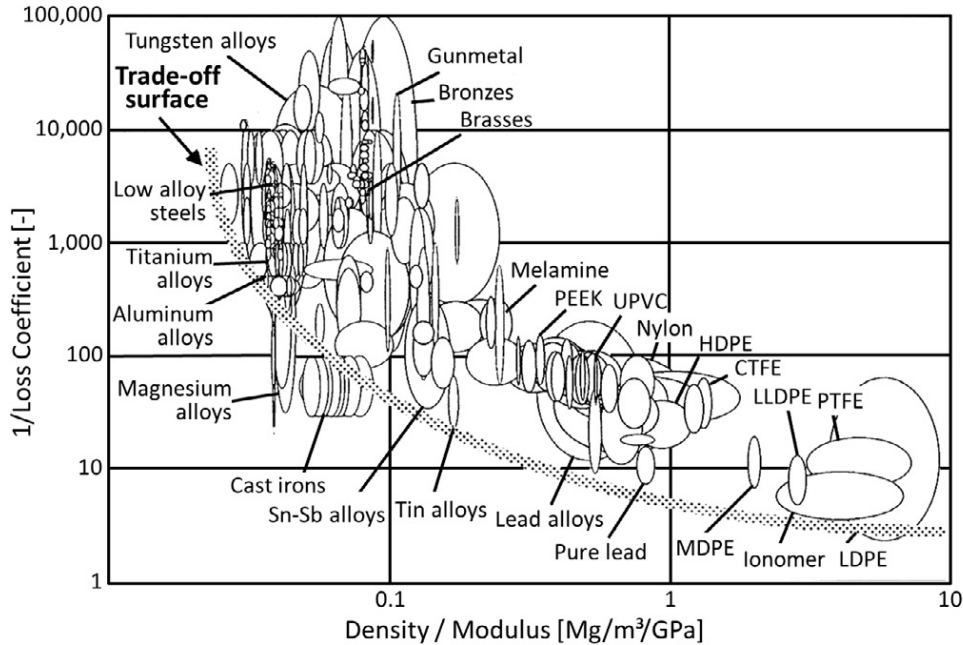 100,000
10,000
1,000
100
10
1
1/Loss Coefficient [-]
Tungsten alloys
Trade-off
surface
Gunmetal
Bronzes
Brasses
Low alloy
steels
Titanium
alloys
Aluminum
alloys
Magnesium
alloys
Melamine
PEEK
UPVC
Nylon
HDPE
CTFE
LLDPE
PTFE
Cast irons
Sn-Sb alloys
Tin alloys
Lead alloys
Pure lead
MDPE
Ionomer
LDPE
0.1
1
10
Density / Modulus [Mg/m³/GPa]